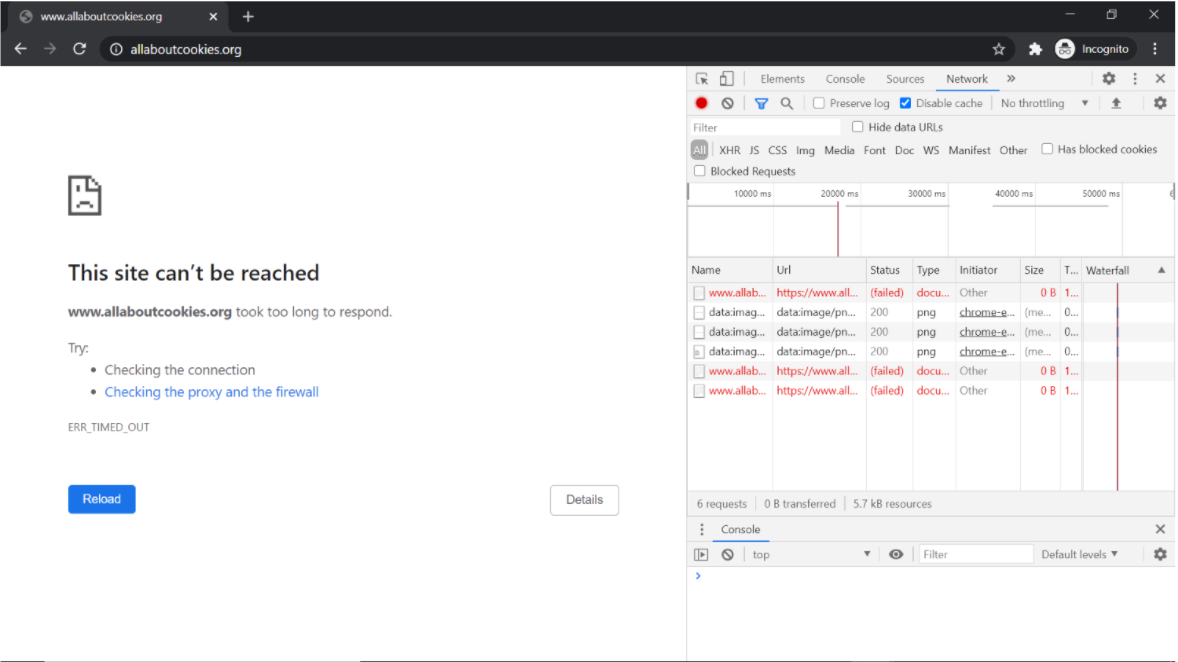 www.allaboutcookies.org
allaboutcookies.org
Incognito
This site can't be reached
www.allaboutcookies.org took too long to respond.
Try:
• Checking the connection
• Checking the proxy and the firewall
ERR_TIMED_OUT
Reload
Details
Elements Console Sources Network »
Preserve log Disable cache No throttling
Filter Hide data URLs
All XHR JS CSS Img Media Font Doc WS Manifest Other Has blocked cookies
Blocked Requests
10000 ms 20000 ms 30000 ms 40000 ms 50000 ms 6
Name Url Status Type Initiator Size T... Waterfall
www.allab... https://www.all... (failed) docu... Other 0 B 1...
data:imag... data:image/pn... 200 png chrome-e... (me... 0...
data:imag... data:image/pn... 200 png chrome-e... (me... 0...
data:imag... data:image/pn... 200 png chrome-e... (me... 0...
www.allab... https://www.all... (failed) docu... Other 0 B 1...
www.allab... https://www.all... (failed) docu... Other 0 B 1...
6 requests 0 B transferred 5.7 kB resources
Console
top Filter Default levels